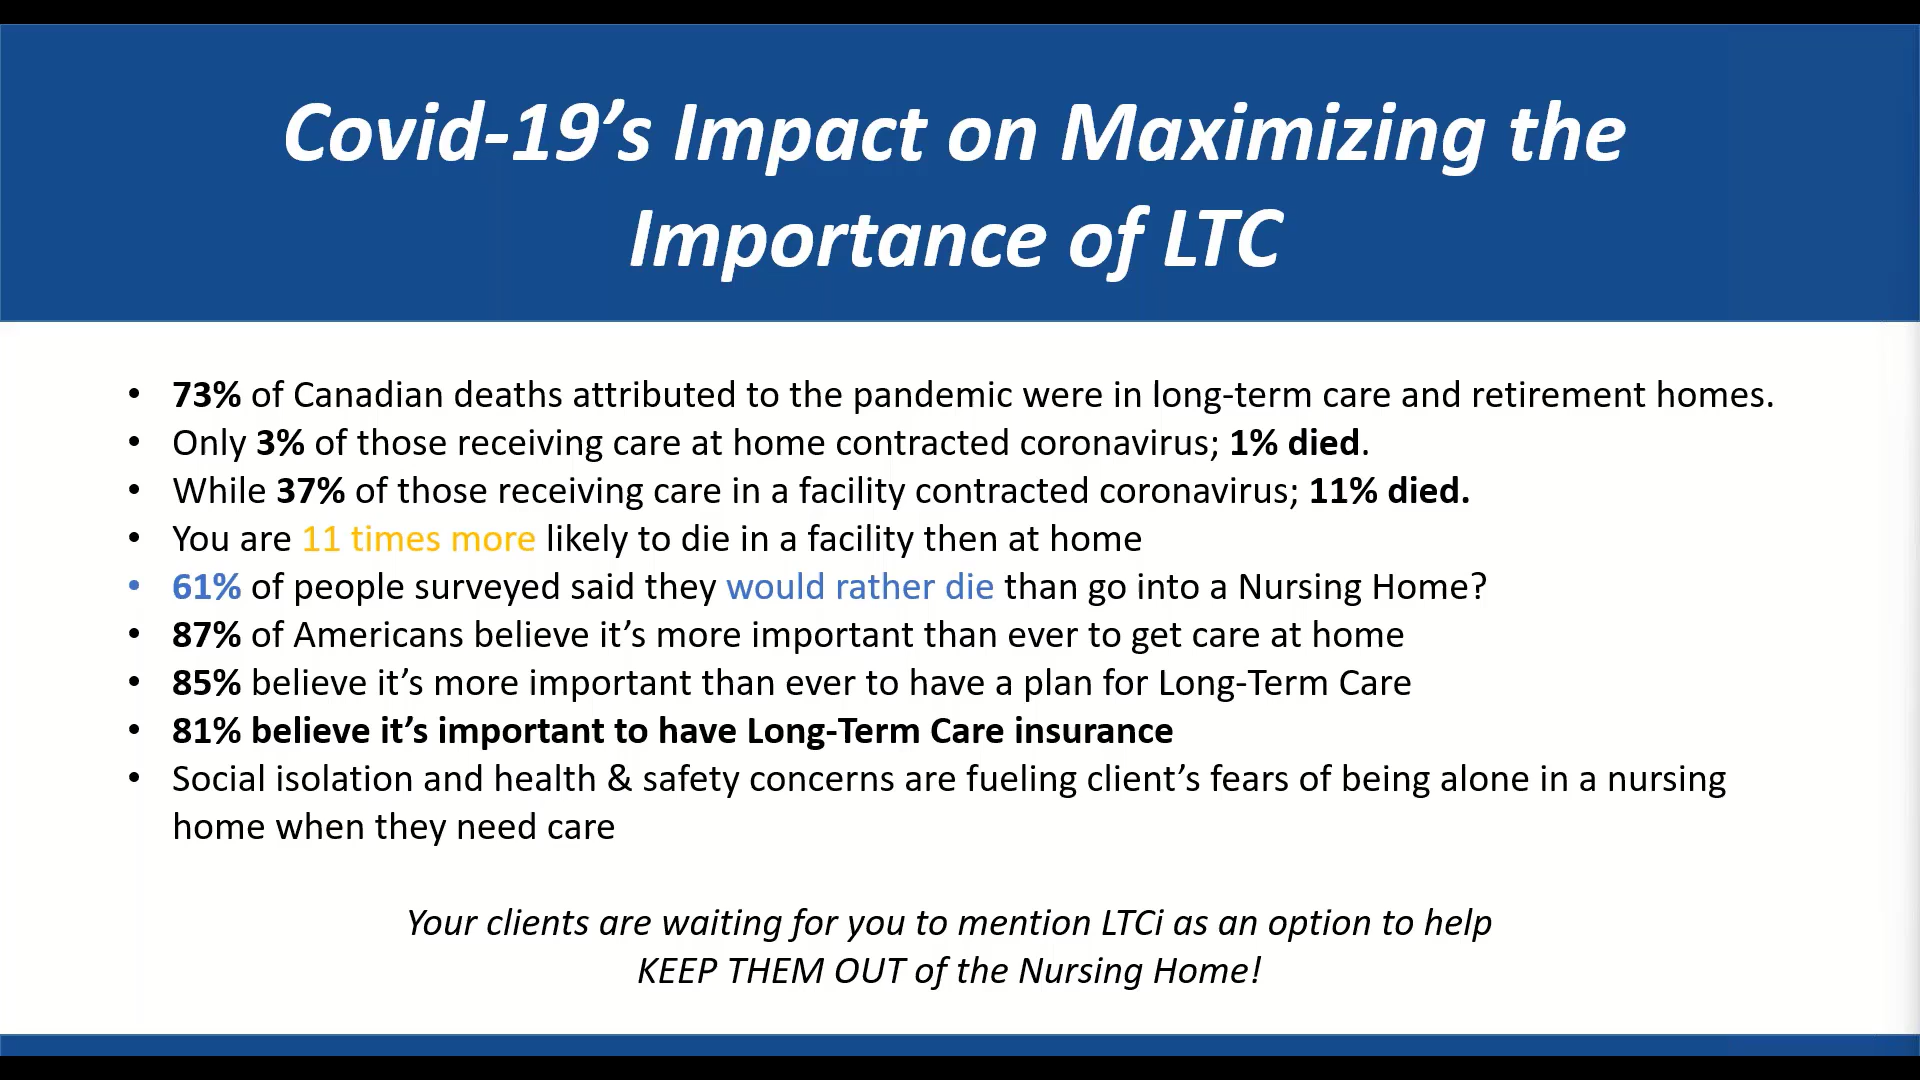 Covid-19’s Impact on Maximizing the
Importance of LTC
• 73% of Canadian deaths attributed to the pandemic were in long-term care and retirement homes.
• Only 3% of those receiving care at home contracted coronavirus; 1% died.
• While 37% of those receiving care in a facility contracted coronavirus; 11% died.
• You are 11 times more likely to die in a facility then at home
• 61% of people surveyed said they would rather die than go into a Nursing Home?
• 87% of Americans believe it’s more important than ever to get care at home
• 85% believe it’s more important than ever to have a plan for Long-Term Care
• 81% believe it’s important to have Long-Term Care insurance
• Social isolation and health & safety concerns are fueling client’s fears of being alone in a nursing
home when they need care
Your clients are waiting for you to mention LTCi as an option to help
KEEP THEM OUT of the Nursing Home!